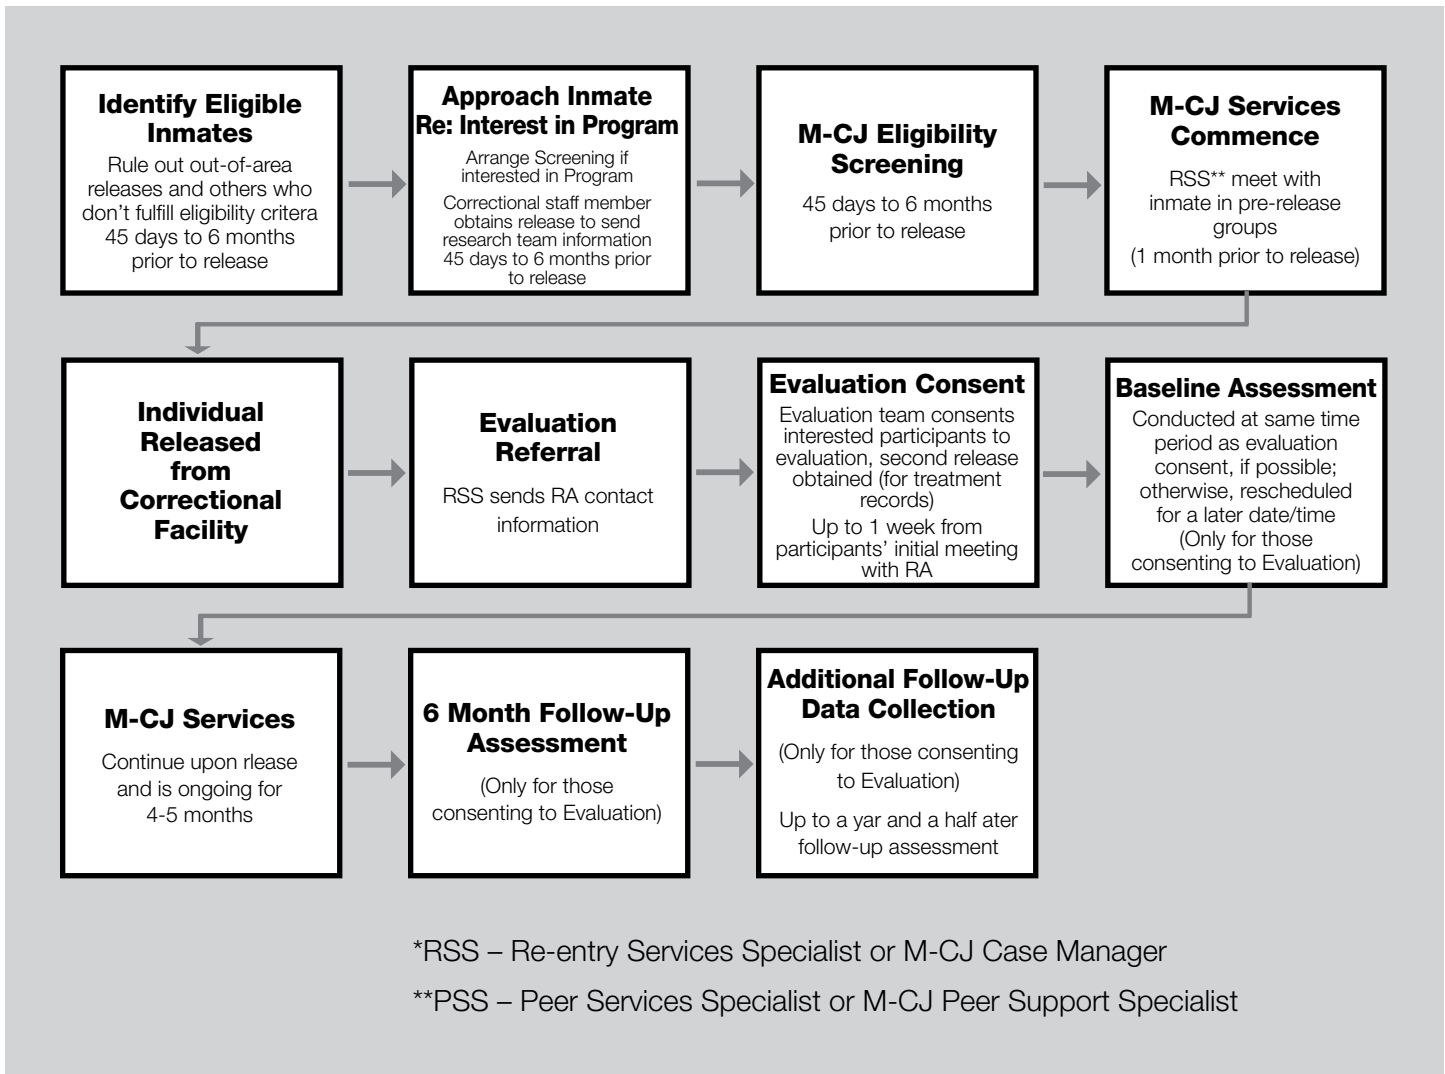 Identify Eligible
Inmates
Rule out out-of-area
releases and others who
don't fulfill eligibility critera
45 days to 6 months
prior to release
Approach Inmate
Re: Interest in Program
Arrange Screening if
interested in Program
Correctional staff member
obtains release to send
research team information
45 days to 6 months prior
to release
M-CJ Eligibility
Screening
45 days to 6 months
prior to release
M-CJ Services
Commence
RSS** meet with
inmate in pre-release
groups
(1 month prior to release)
Individual
Released
from
Correctional
Facility
Evaluation
Referral
RSS sends RA contact
information
Evaluation Consent
Evaluation team consents
interested participants to
evaluation, second release
obtained (for treatment
records)
Up to 1 week from
participants' initial meeting
with RA
Baseline Assessment
Conducted at same time
period as evaluation
consent, if possible;
otherwise, rescheduled
for a later date/time
(Only for those
consenting to Evaluation)
M-CJ Services
Continue upon rlease
and is ongoing for
4-5 months
6 Month Follow-Up
Assessment
(Only for those
consenting to Evaluation)
Additional Follow-Up
Data Collection
(Only for those consenting
to Evaluation)
Up to a yar and a half ater
follow-up assessment
*RSS – Re-entry Services Specialist or M-CJ Case Manager
**PSS – Peer Services Specialist or M-CJ Peer Support Specialist